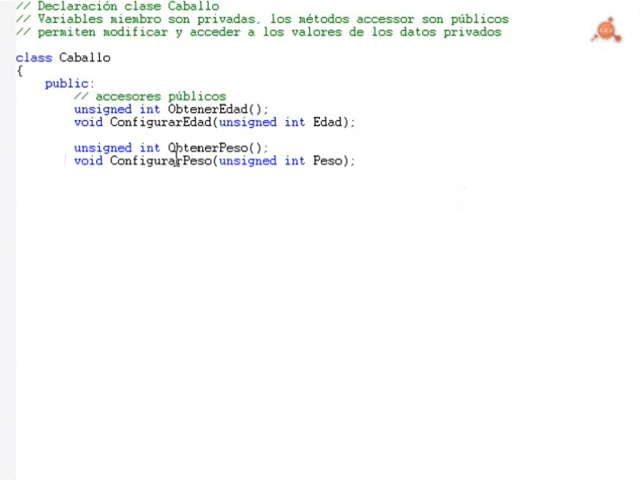 // Declaración clase Caballo
// Variables miembro son privadas, los métodos accessor son públicos
// permiten modificar y acceder a los valores de los datos privados
class Caballo
{
public:
// accesores públicos
unsigned int ObtenerEdad();
void ConfigurarEdad(unsigned int Edad);
unsigned int ObtenerPeso();
void ConfigurarPeso(unsigned int Peso);